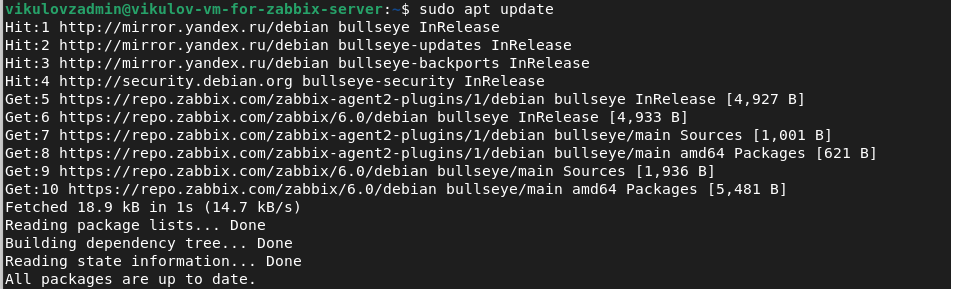 vikulovzadmin@vikulov-vm-for-zabbix-server:~$ sudo apt update
Hit:1 http://mirror.yandex.ru/debian bullseye InRelease
Hit:2 http://mirror.yandex.ru/debian bullseye-updates InRelease
Hit:3 http://mirror.yandex.ru/debian bullseye-backports InRelease
Hit:4 http://security.debian.org bullseye-security InRelease
Get:5 https://repo.zabbix.com/zabbix-agent2-plugins/1/debian bullseye InRelease [4,927 B]
Get:6 https://repo.zabbix.com/zabbix/6.0/debian bullseye InRelease [4,933 B]
Get:7 https://repo.zabbix.com/zabbix-agent2-plugins/1/debian bullseye/main Sources [1,001 B]
Get:8 https://repo.zabbix.com/zabbix-agent2-plugins/1/debian bullseye/main amd64 Packages [621 B]
Get:9 https://repo.zabbix.com/zabbix/6.0/debian bullseye/main Sources [1,936 B]
Get:10 https://repo.zabbix.com/zabbix/6.0/debian bullseye/main amd64 Packages [5,481 B]
Fetched 18.9 kB in 1s (14.7 kB/s)
Reading package lists... Done
Building dependency tree... Done
Reading state information... Done
All packages are up to date.